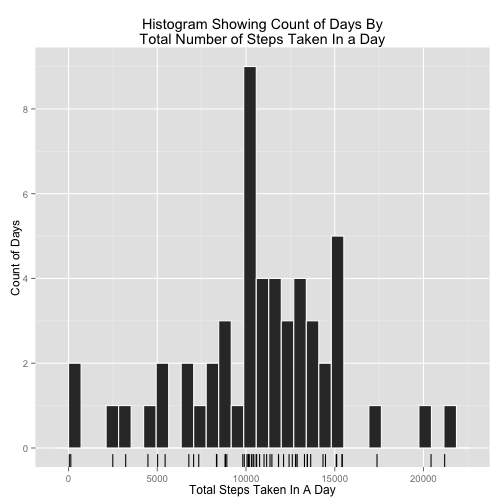 Histogram Showing Count of Days By
Total Number of Steps Taken In a Day
Count of Days
8
6
4
2
0
0 5000 10000 15000 20000
Total Steps Taken In A Day